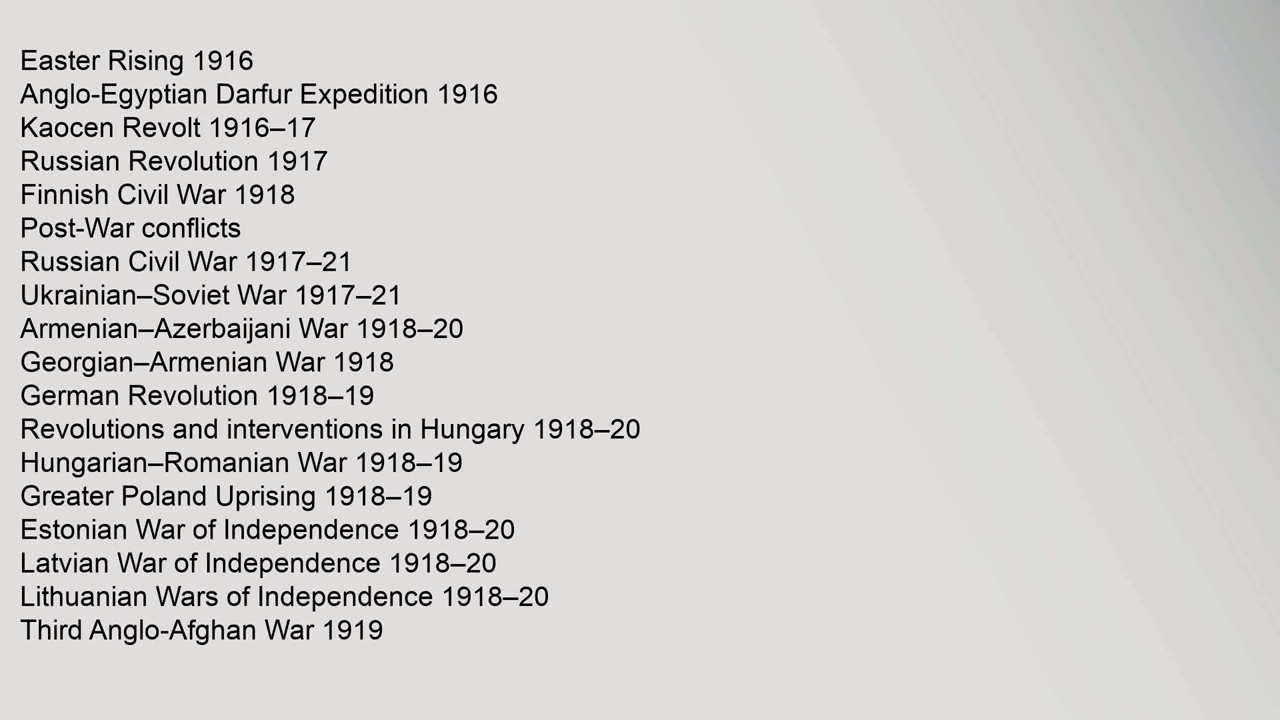 Easter Rising 1916
Anglo-Egyptian Darfur Expedition 1916
Kaocen Revolt 1916–17
Russian Revolution 1917
Finnish Civil War 1918
Post-War conflicts
Russian Civil War 1917–21
Ukrainian–Soviet War 1917–21
Armenian–Azerbaijani War 1918–20
Georgian–Armenian War 1918
German Revolution 1918–19
Revolutions and interventions in Hungary 1918–20
Hungarian–Romanian War 1918–19
Greater Poland Uprising 1918–19
Estonian War of Independence 1918–20
Latvian War of Independence 1918–20
Lithuanian Wars of Independence 1918–20
Third Anglo-Afghan War 1919